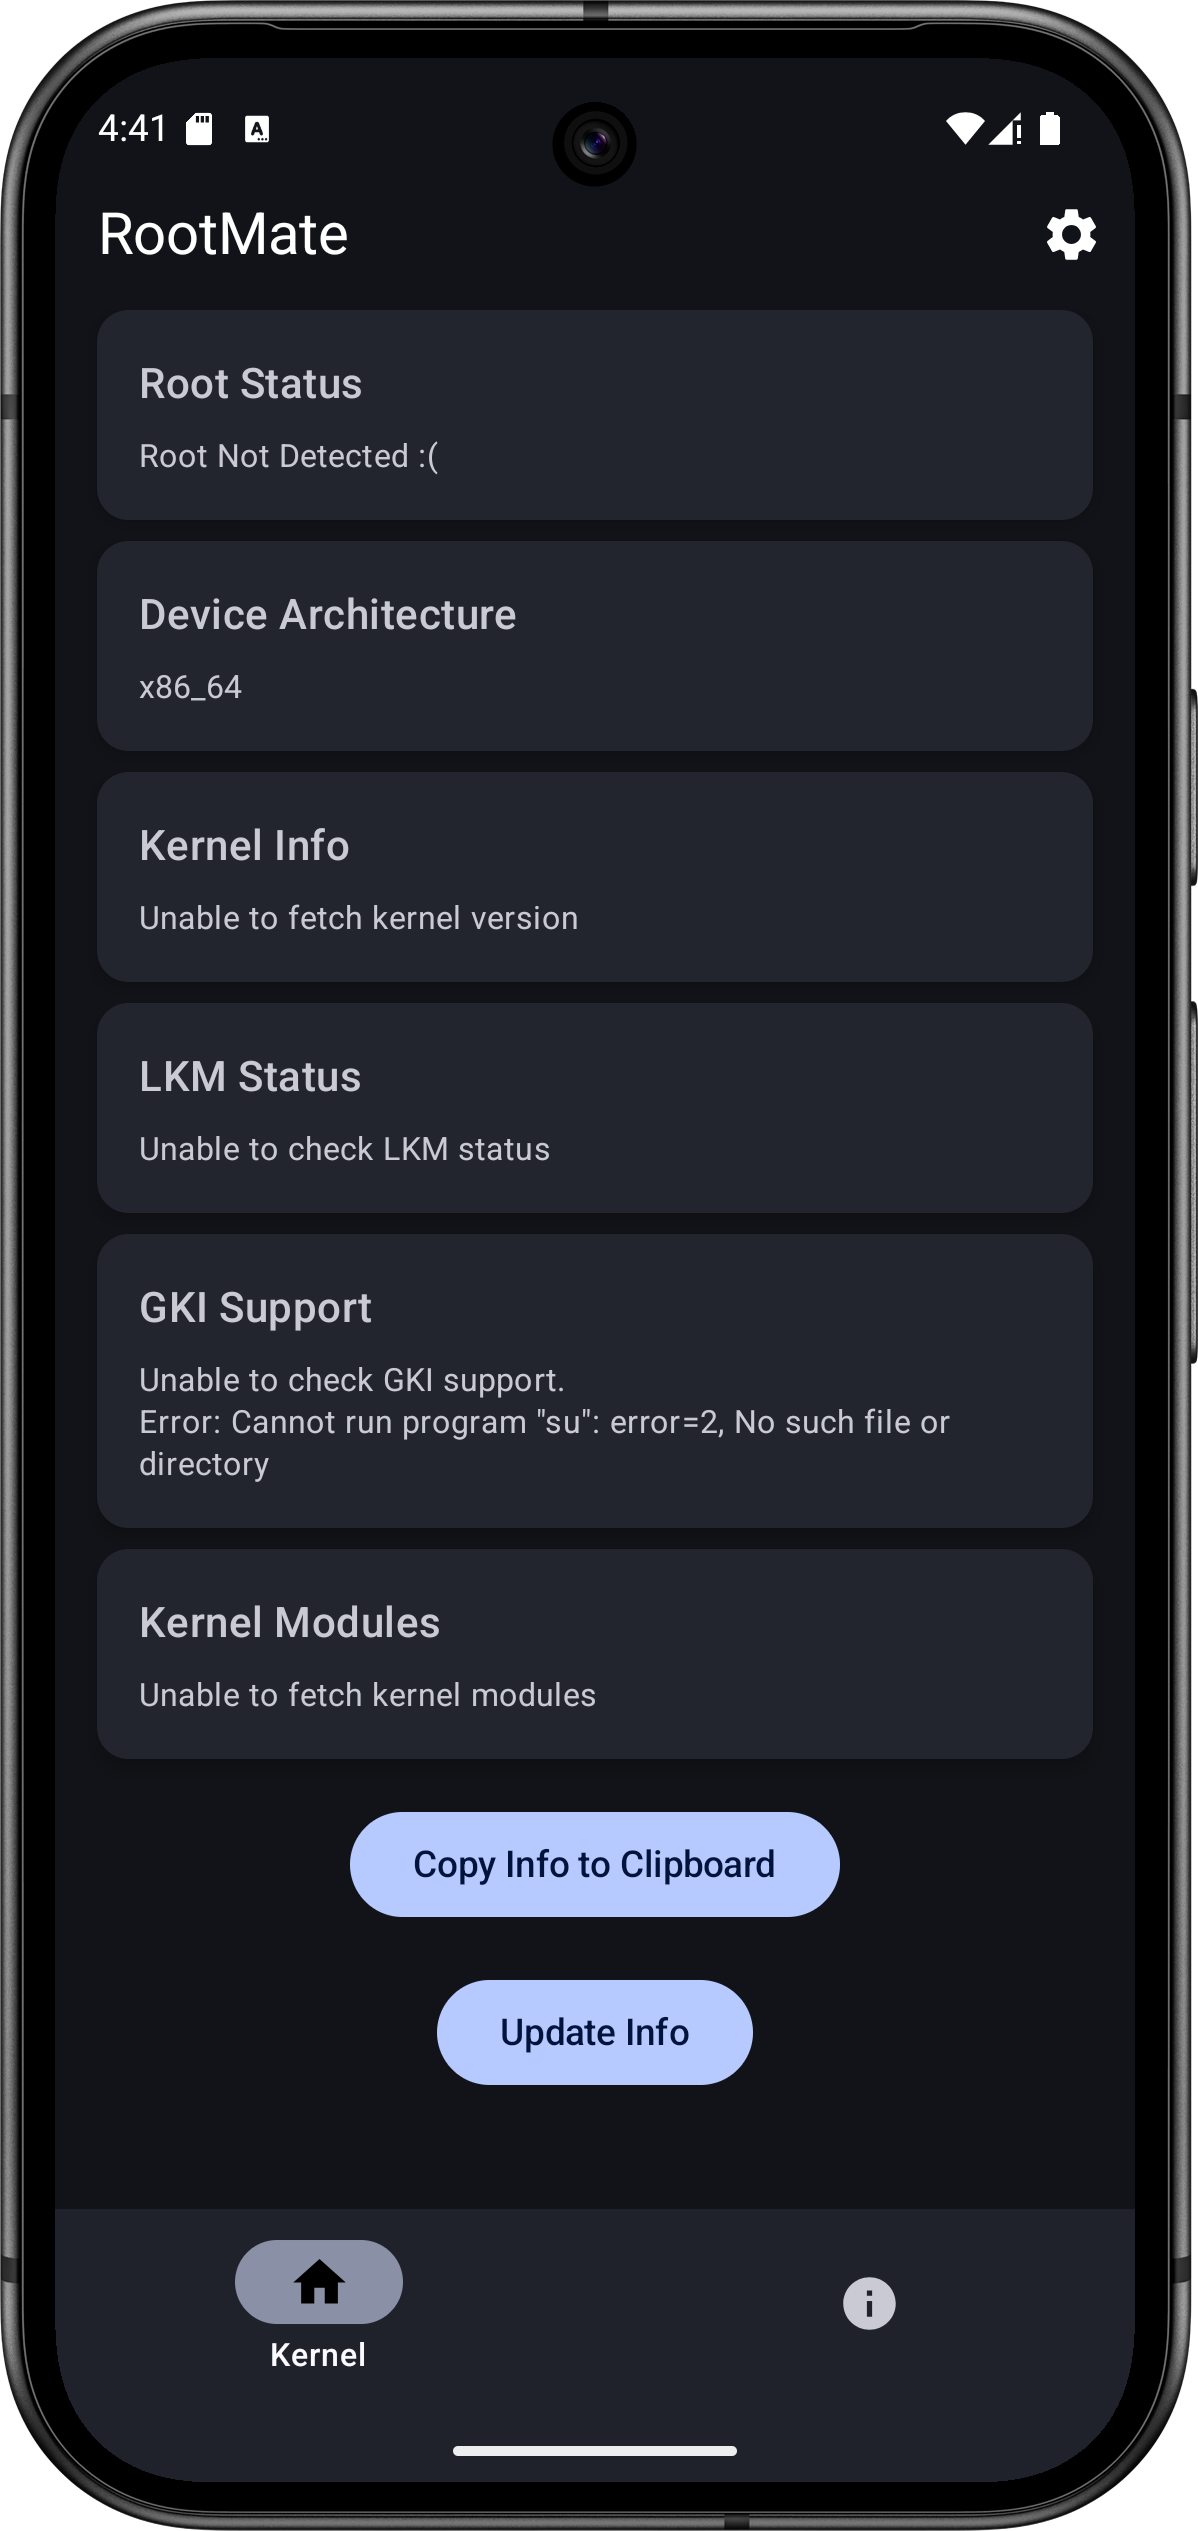 4:41
RootMate
Root Status
Root Not Detected :(
Device Architecture
x86_64
Kernel Info
Unable to fetch kernel version
LKM Status
Unable to check LKM status
GKI Support
Unable to check GKI support.
Error: Cannot run program "su": error=2, No such file or
directory
Kernel Modules
Unable to fetch kernel modules
Copy Info to Clipboard
Update Info
Kernel